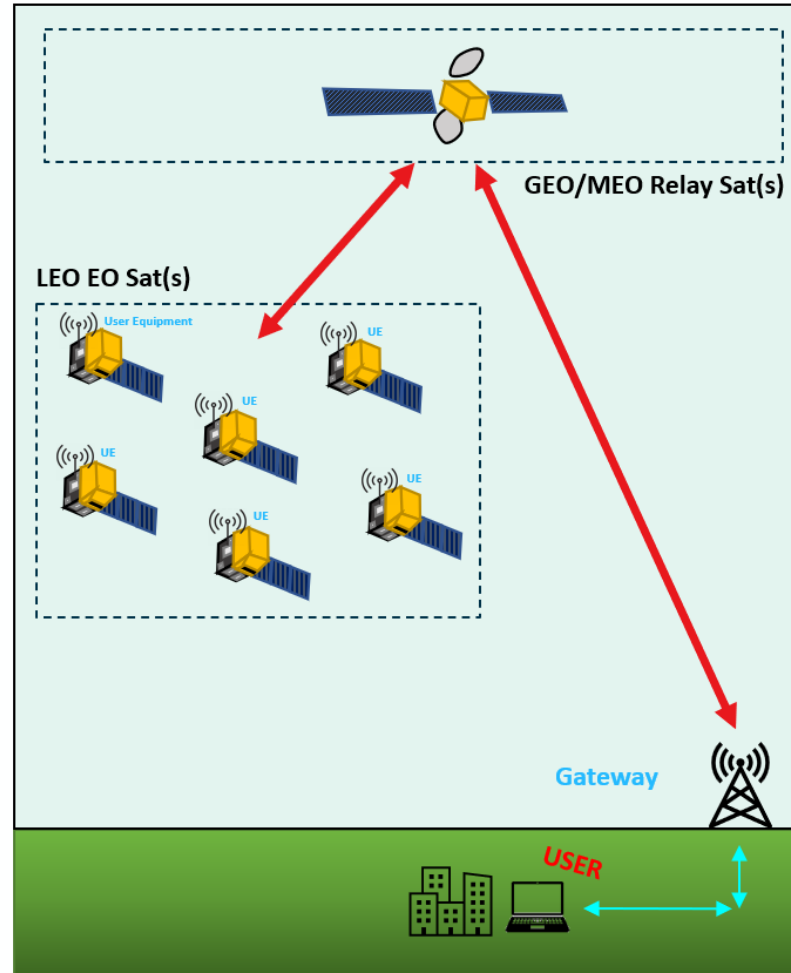 GEO/MEO Relay Sat(s)
LEO EO Sat(s)
User Equipment
UE
UE
UE
UE
UE
Gateway
USER